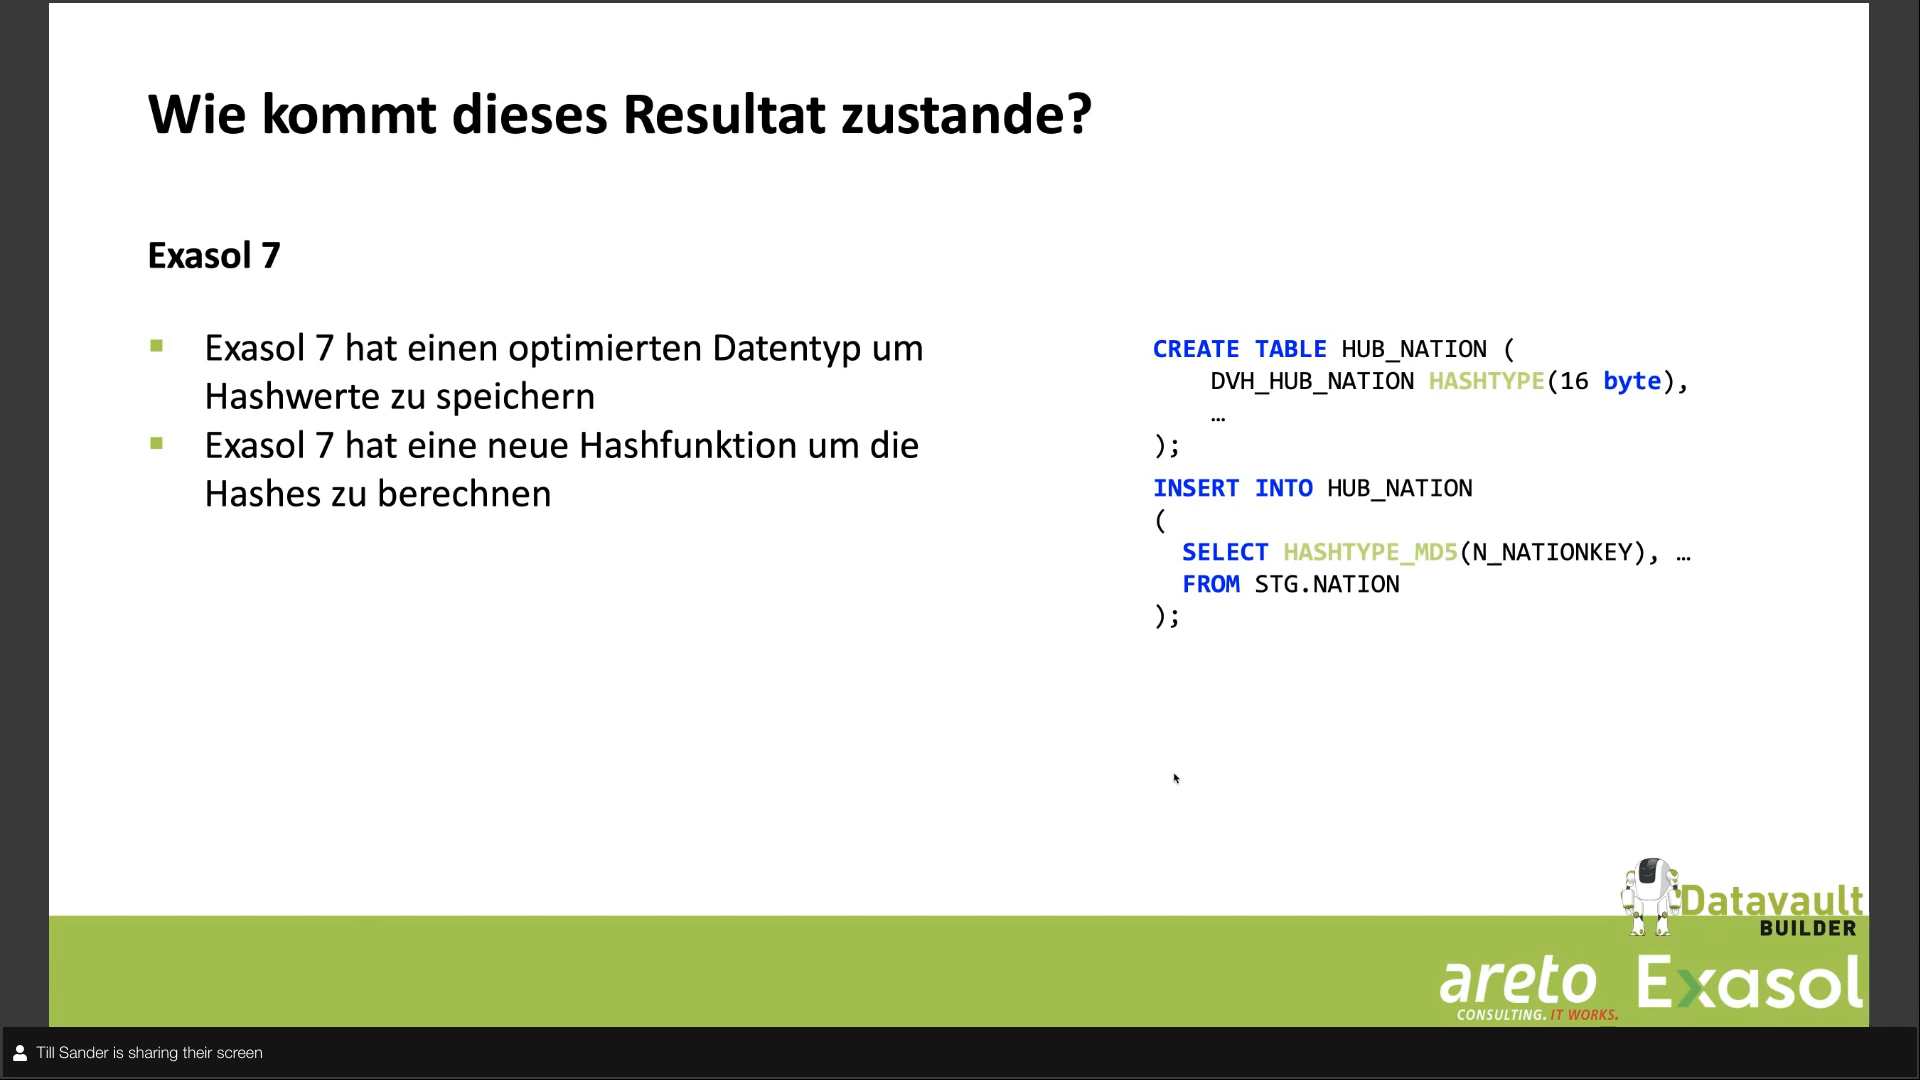 Wie kommt dieses Resultat zustande?
Exasol 7
Exasol 7 hat einen optimierten Datentyp um
Hashwerte zu speichern
Exasol 7 hat eine neue Hashfunktion um die
Hashes zu berechnen
CREATE TABLE HUB_NATION (
DVH_HUB_NATION HASHTYPE(16 byte),
…
);
INSERT INTO HUB_NATION
(
SELECT HASHTYPE_MD5(N_NATIONKEY), …
FROM STG.NATION
);
Datavault
BUILDER
areto
CONSULTING. IT WORKS.
Exasol
Till Sander is sharing their screen